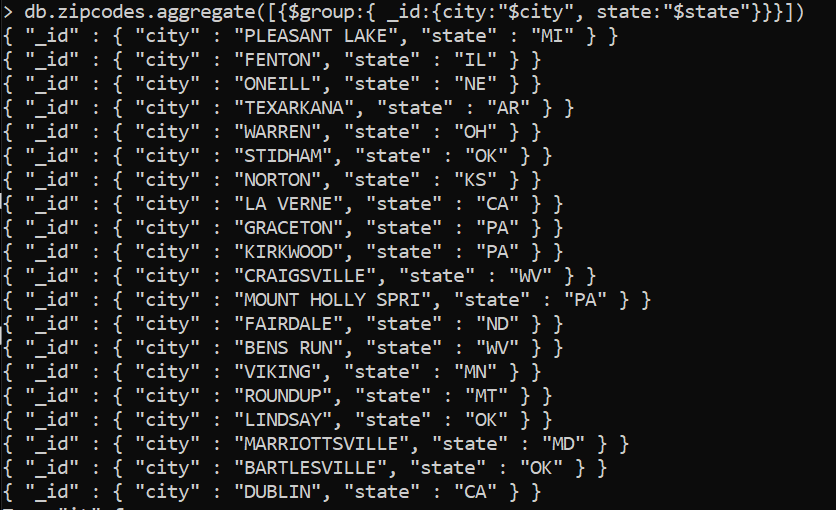 > db.zipcodes.aggregate([{$group:{ _id:{city:"$city", state:"$state"}}}])
{ "_id" : { "city" : "PLEASANT LAKE", "state" : "MI" } }
{ "_id" : { "city" : "FENTON", "state" : "IL" } }
{ "_id" : { "city" : "ONEILL", "state" : "NE" } }
{ "_id" : { "city" : "TEXARKANA", "state" : "AR" } }
{ "_id" : { "city" : "WARREN", "state" : "OH" } }
{ "_id" : { "city" : "STIDHAM", "state" : "OK" } }
{ "_id" : { "city" : "NORTON", "state" : "KS" } }
{ "_id" : { "city" : "LA VERNE", "state" : "CA" } }
{ "_id" : { "city" : "GRACETON", "state" : "PA" } }
{ "_id" : { "city" : "KIRKWOOD", "state" : "PA" } }
{ "_id" : { "city" : "CRAIGSVILLE", "state" : "WV" } }
{ "_id" : { "city" : "MOUNT HOLLY SPRI", "state" : "PA" } }
{ "_id" : { "city" : "FAIRDALE", "state" : "ND" } }
{ "_id" : { "city" : "BENS RUN", "state" : "WV" } }
{ "_id" : { "city" : "VIKING", "state" : "MN" } }
{ "_id" : { "city" : "ROUNDUP", "state" : "MT" } }
{ "_id" : { "city" : "LINDSAY", "state" : "OK" } }
{ "_id" : { "city" : "MARRIOTTSVILLE", "state" : "MD" } }
{ "_id" : { "city" : "BARTLESVILLE", "state" : "OK" } }
{ "_id" : { "city" : "DUBLIN", "state" : "CA" } }